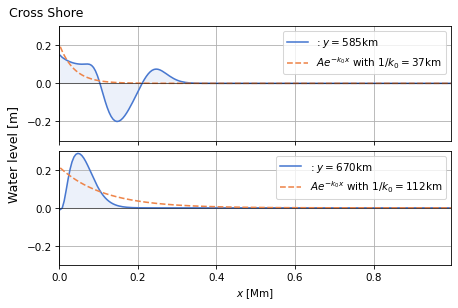 Cross Shore
Water level [m]
0.2
0.0
−0.2
: y = 585km
Ae^{−k₀x} with 1/k₀ = 37km
0.2
0.0
−0.2
: y = 670km
Ae^{−k₀x} with 1/k₀ = 112km
0.0 0.2 0.4 0.6 0.8
x [Mm]